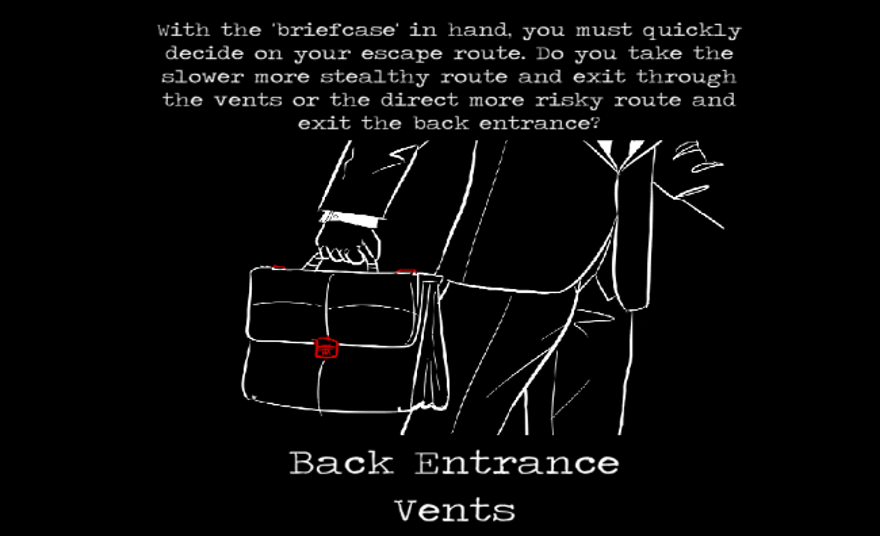 With the 'briefcase' in hand, you must quickly
decide on your escape route. Do you take the
slower more stealthy route and exit through
the vents or the direct more risky route and
exit the back entrance?
Back Entrance
Vents